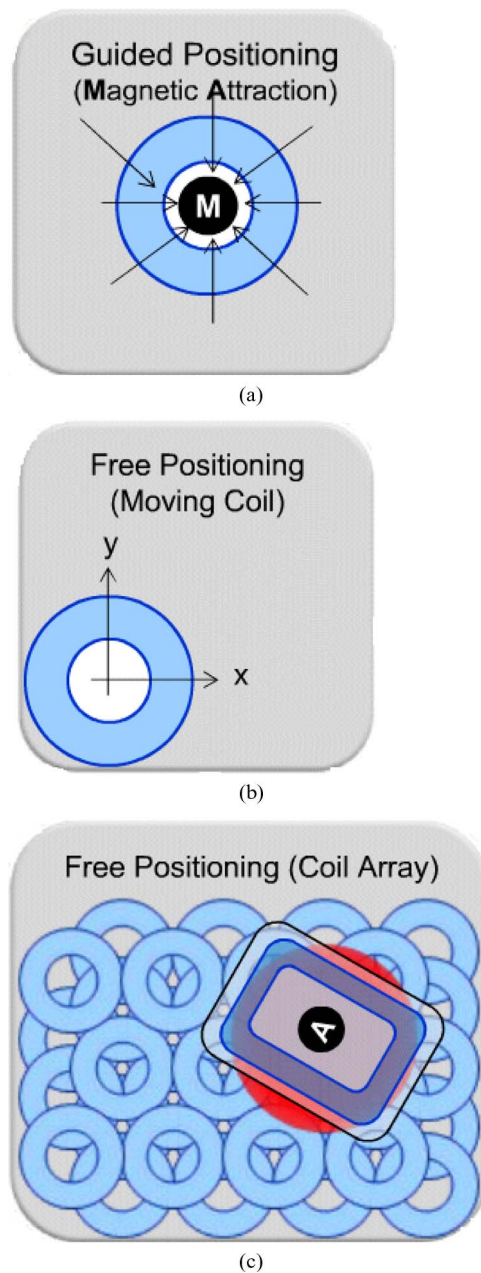 Guided Positioning
(Magnetic Attraction)
M
(a)
Free Positioning
(Moving Coil)
y
x
(b)
Free Positioning (Coil Array)
A
(c)